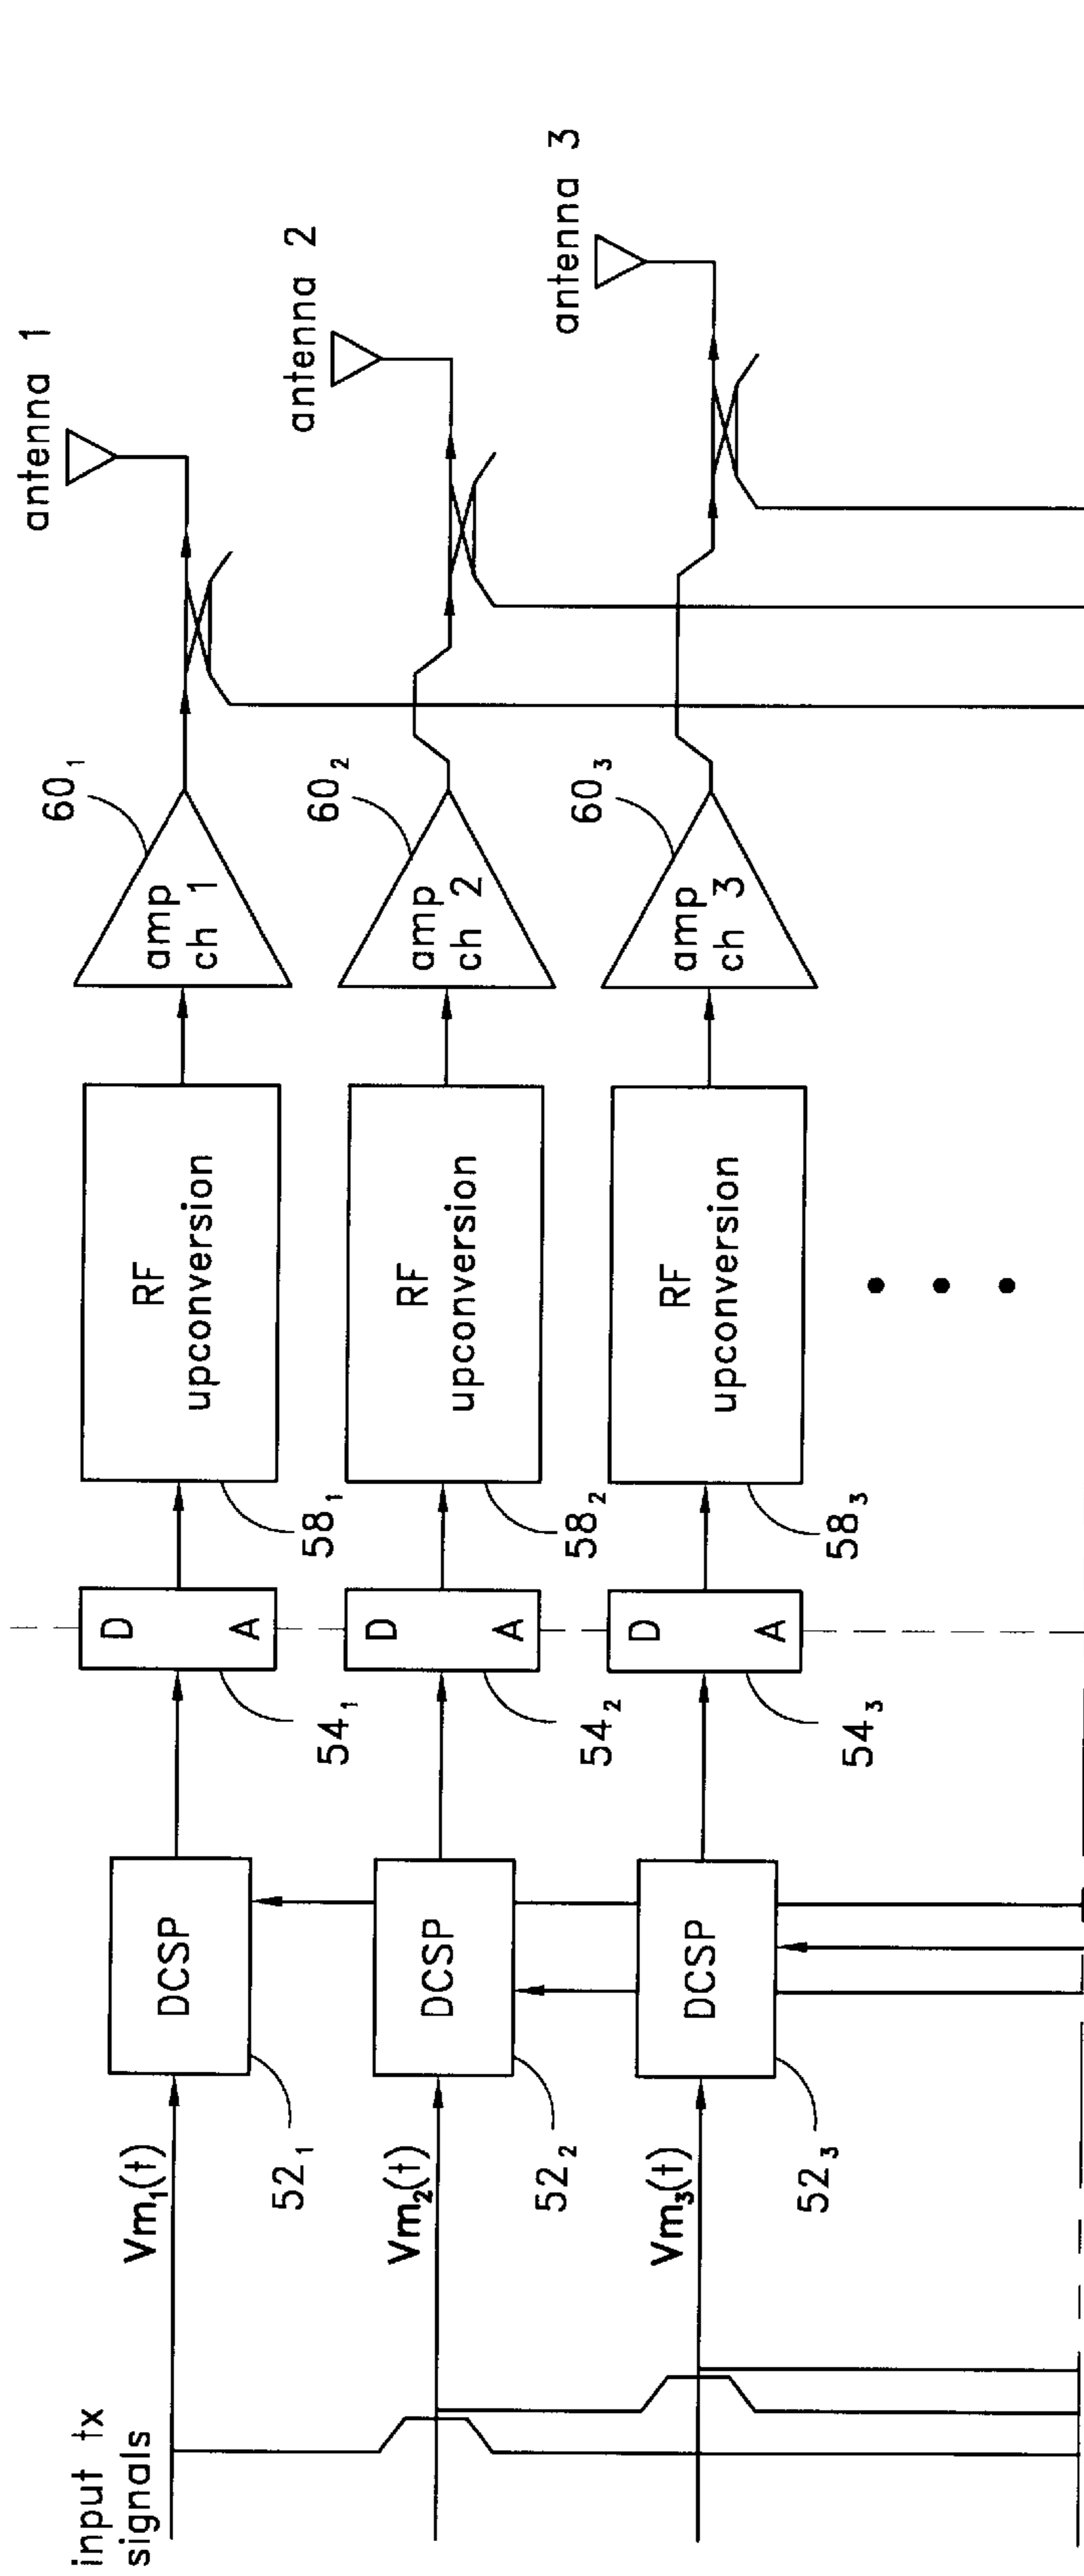 input tx
signals
Vm₁(t)
52₁
DCSP
54₁
D
A
58₁
RF
upconversion
60₁
amp
ch 1
antenna 1
Vm₂(t)
52₂
DCSP
54₂
D
A
58₂
RF
upconversion
60₂
amp
ch 2
antenna 2
Vm₃(t)
52₃
DCSP
54₃
D
A
58₃
RF
upconversion
60₃
amp
ch 3
antenna 3